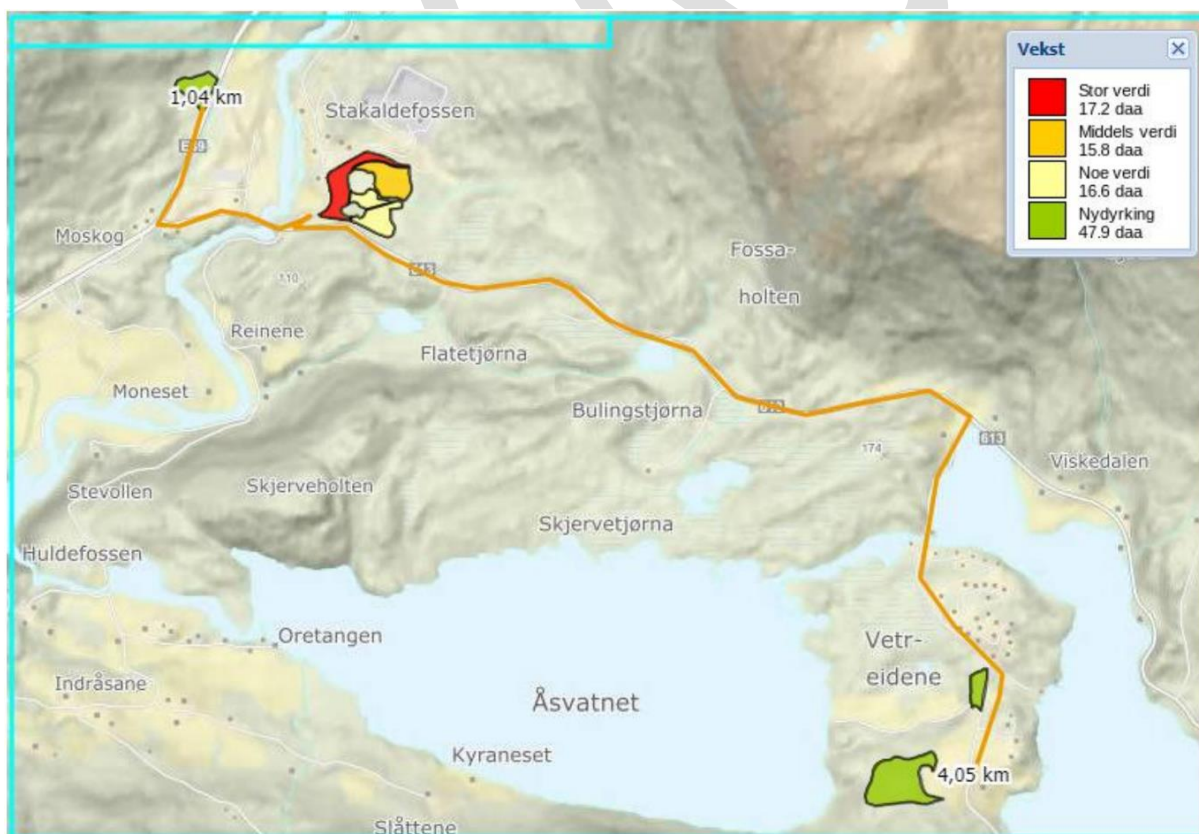 Vekst
Stor verdi
17.2 daa
Middels verdi
15.8 daa
Noe verdi
16.6 daa
Nydyrking
47.9 daa
1,04 km
Stakaldefossen
Moskog
110
613
Fossa-
holten
Reinene
Flatetjørna
Moneset
Bulingstjørna
613
174
Viskedalen
Stevollen
Skjerveholten
Skjervetjørna
Huldefossen
Oretangen
Vetr-
eidene
Indråsane
Åsvatnet
Kyraneset
4,05 km
Slåttene